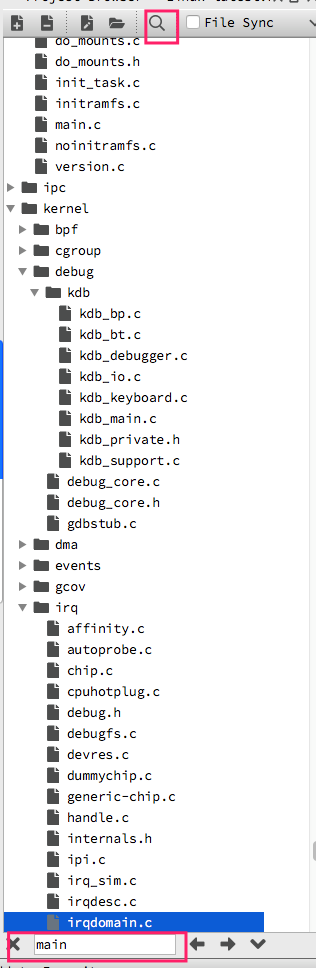 File Sync
do_mounts.c
do_mounts.h
init_task.c
initramfs.c
main.c
noinitramfs.c
version.c
ipc
kernel
bpf
cgroup
debug
kdb
kdb_bp.c
kdb_bt.c
kdb_debugger.c
kdb_io.c
kdb_keyboard.c
kdb_main.c
kdb_private.h
kdb_support.c
debug_core.c
debug_core.h
gdbstub.c
dma
events
gcov
irq
affinity.c
autoprobe.c
chip.c
cpuhotplug.c
debug.h
debugfs.c
devres.c
dummychip.c
generic-chip.c
handle.c
internals.h
ipi.c
irq_sim.c
irqdesc.c
irqdomain.c
main